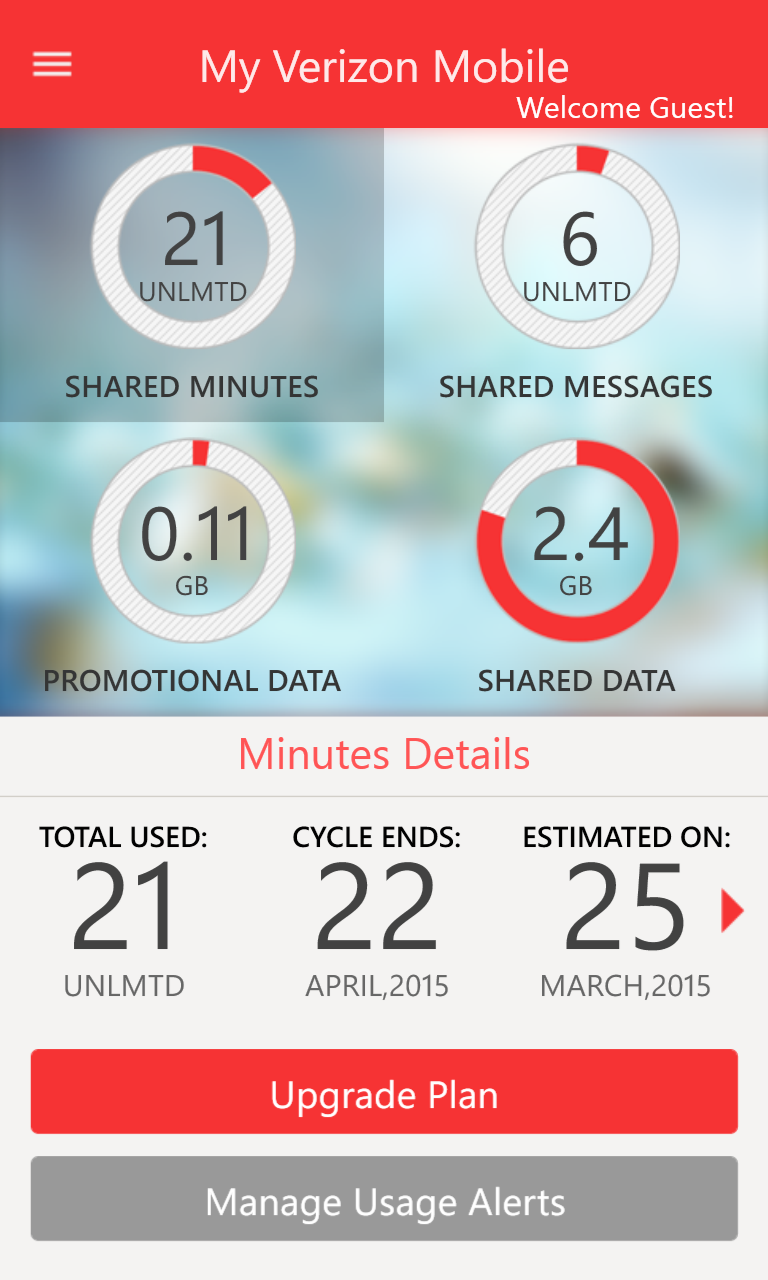 My Verizon Mobile
Welcome Guest!
21
UNLMTD
SHARED MINUTES
6
UNLMTD
SHARED MESSAGES
0.11
GB
PROMOTIONAL DATA
2.4
GB
SHARED DATA
Minutes Details
TOTAL USED:
21
UNLMTD
CYCLE ENDS:
22
APRIL,2015
ESTIMATED ON:
25
MARCH,2015
Upgrade Plan
Manage Usage Alerts